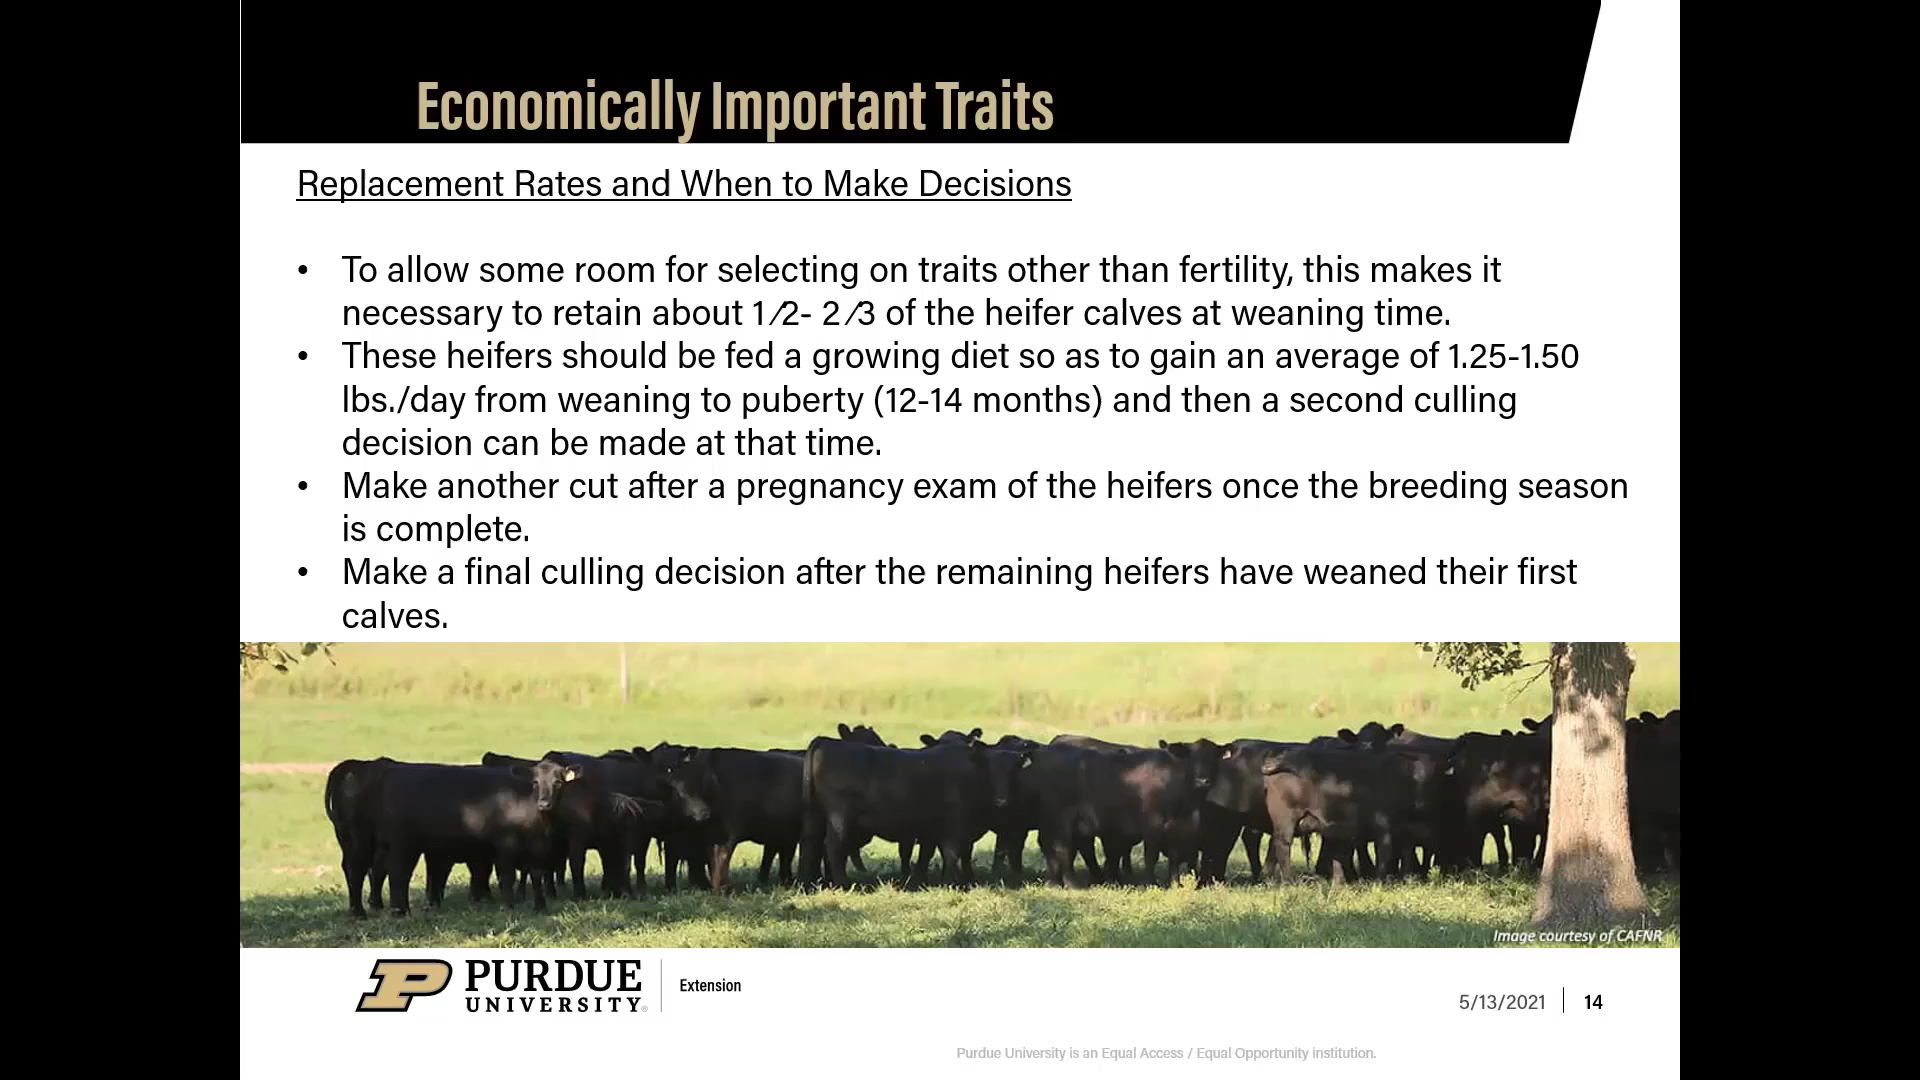 Economically Important Traits
Replacement Rates and When to Make Decisions
• To allow some room for selecting on traits other than fertility, this makes it
necessary to retain about 1 ⁄2- 2 ⁄3 of the heifer calves at weaning time.
• These heifers should be fed a growing diet so as to gain an average of 1.25-1.50
lbs./day from weaning to puberty (12-14 months) and then a second culling
decision can be made at that time.
• Make another cut after a pregnancy exam of the heifers once the breeding season
is complete.
• Make a final culling decision after the remaining heifers have weaned their first
calves.
Image courtesy of CAFNR
P PURDUE
UNIVERSITY®
Extension
5/13/2021 14
Purdue University is an Equal Access / Equal Opportunity institution.